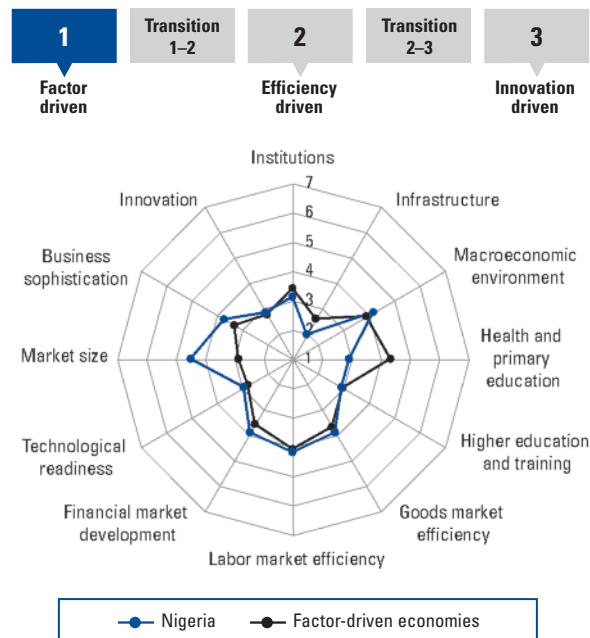 1
Transition
1–2
2
Transition
2–3
3
Factor
driven
Efficiency
driven
Innovation
driven
Institutions
Infrastructure
Macroeconomic
environment
Health and
primary
education
Higher education
and training
Goods market
efficiency
Labor market efficiency
Financial market
development
Technological
readiness
Market size
Business
sophistication
Innovation
7
6
5
4
3
2
1
Nigeria
Factor-driven economies